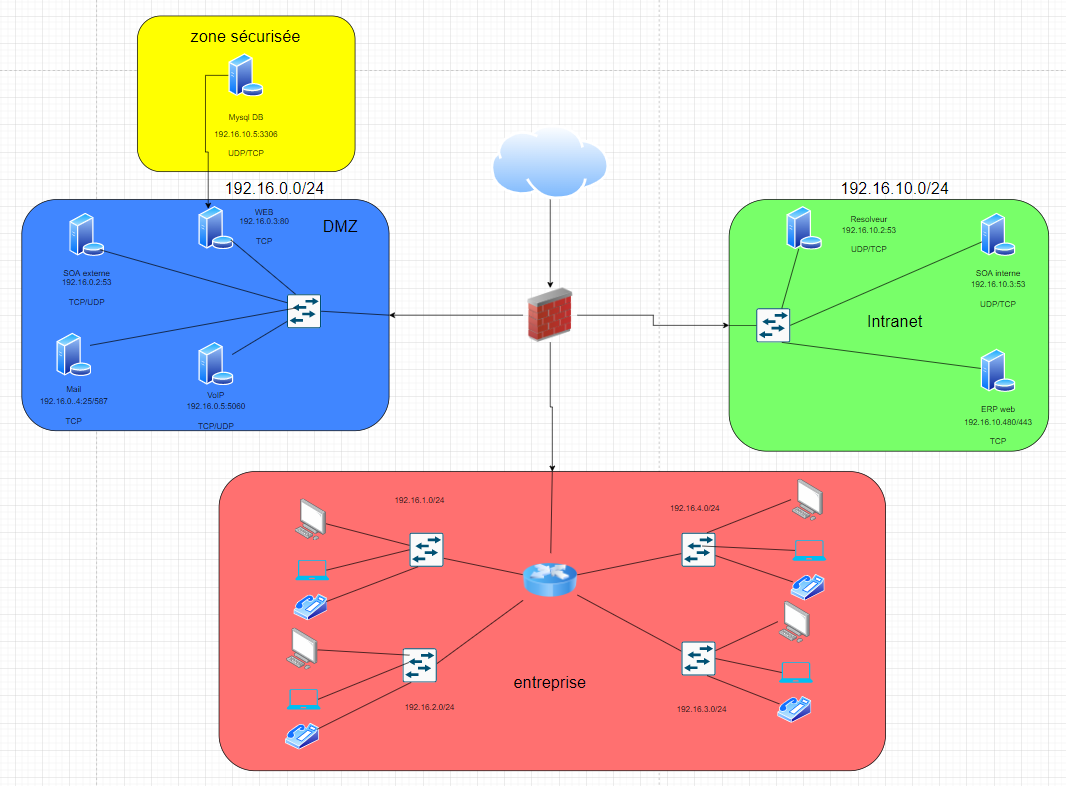 zone sécurisée
Mysql DB
192.16.10.5:3306
UDP/TCP
192.16.0.0/24
DMZ
WEB
192.16.0.3:80
TCP
SOA externe
192.16.0.2:53
TCP/UDP
Mail
192.16.0..4:25/587
TCP
VoIP
192.16.0.5:5060
TCP/UDP
192.16.10.0/24
Resolveur
192.16.10.2:53
UDP/TCP
SOA interne
192.16.10.3:53
UDP/TCP
Intranet
ERP web
192.16.10.480/443
TCP
192.16.1.0/24
192.16.4.0/24
entreprise
192.16.2.0/24
192.16.3.0/24